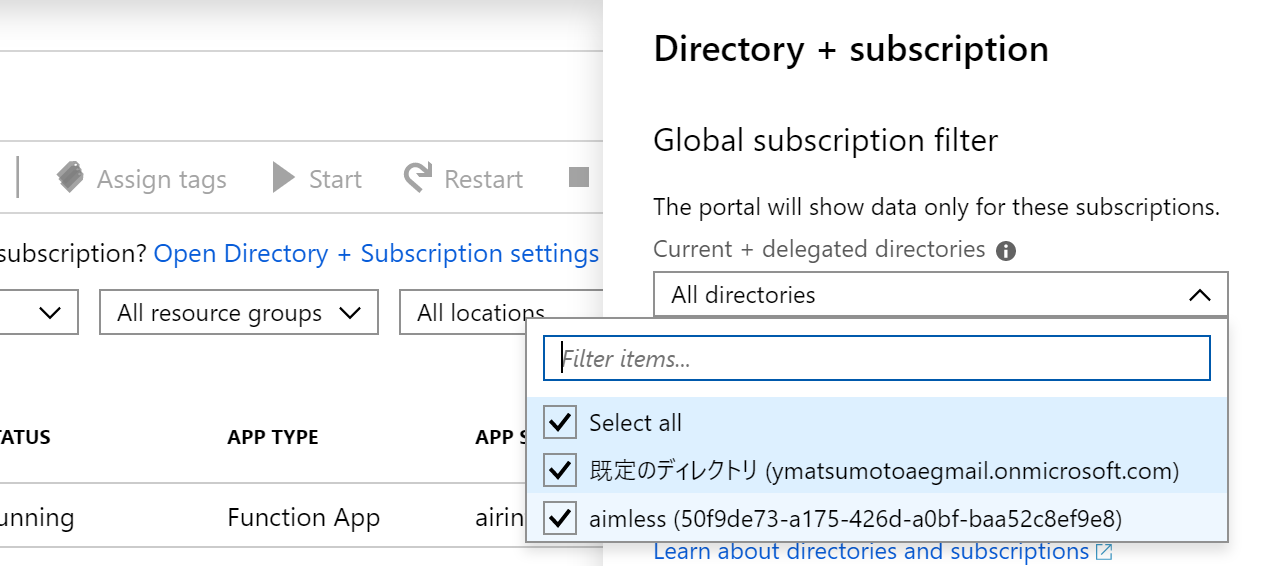 Directory + subscription
Global subscription filter
Assign tags
Start
Restart
The portal will show data only for these subscriptions.
subscription? Open Directory + Subscription settings
Current + delegated directories
All directories
All resource groups
All locations
Filter items...
Select all
APP TYPE
APP
既定のディレクトリ (ymatsumotoaegmail.onmicrosoft.com)
unning
Function App
airin
aimless (50f9de73-a175-426d-a0bf-baa52c8ef9e8)
Learn about directories and subscriptions